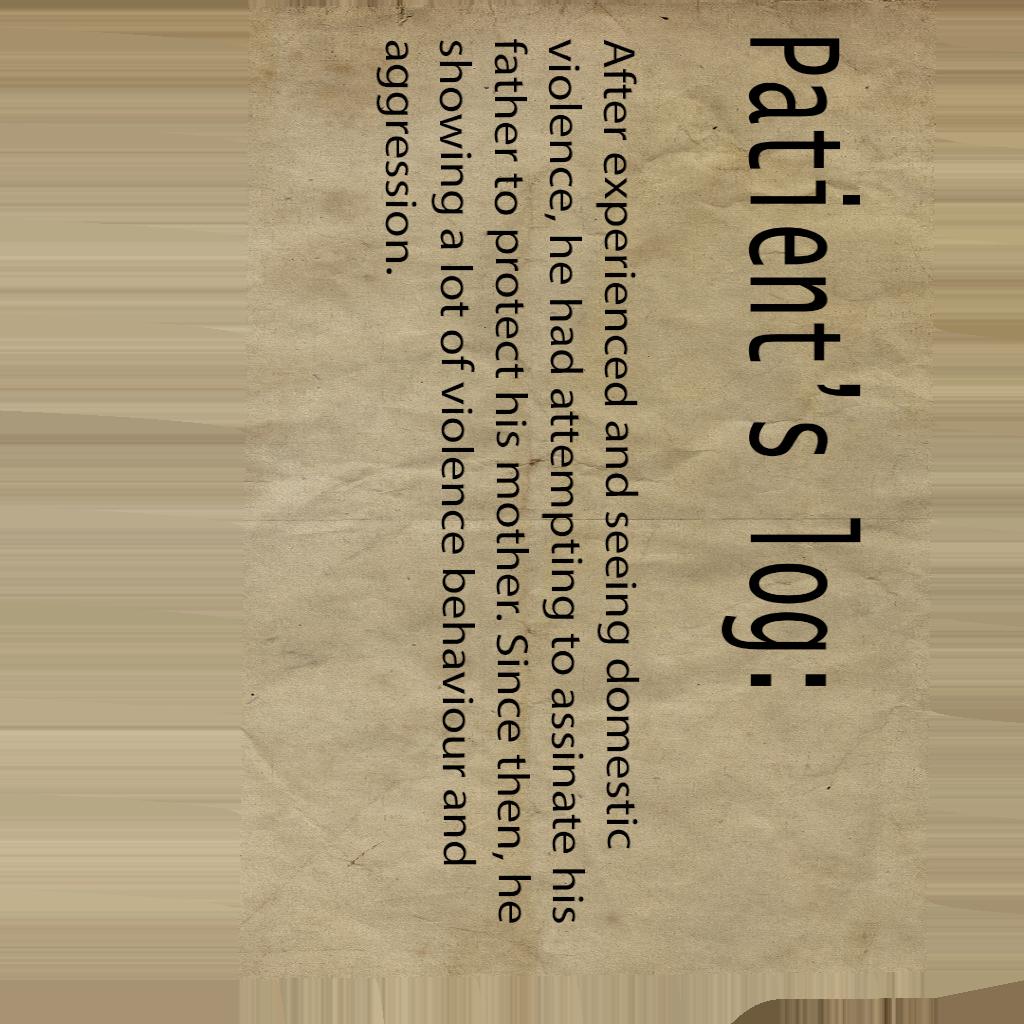 Patient's log:
After experienced and seeing domestic
violence, he had attempting to assinate his
father to protect his mother. Since then, he
showing a lot of violence behaviour and
aggression.